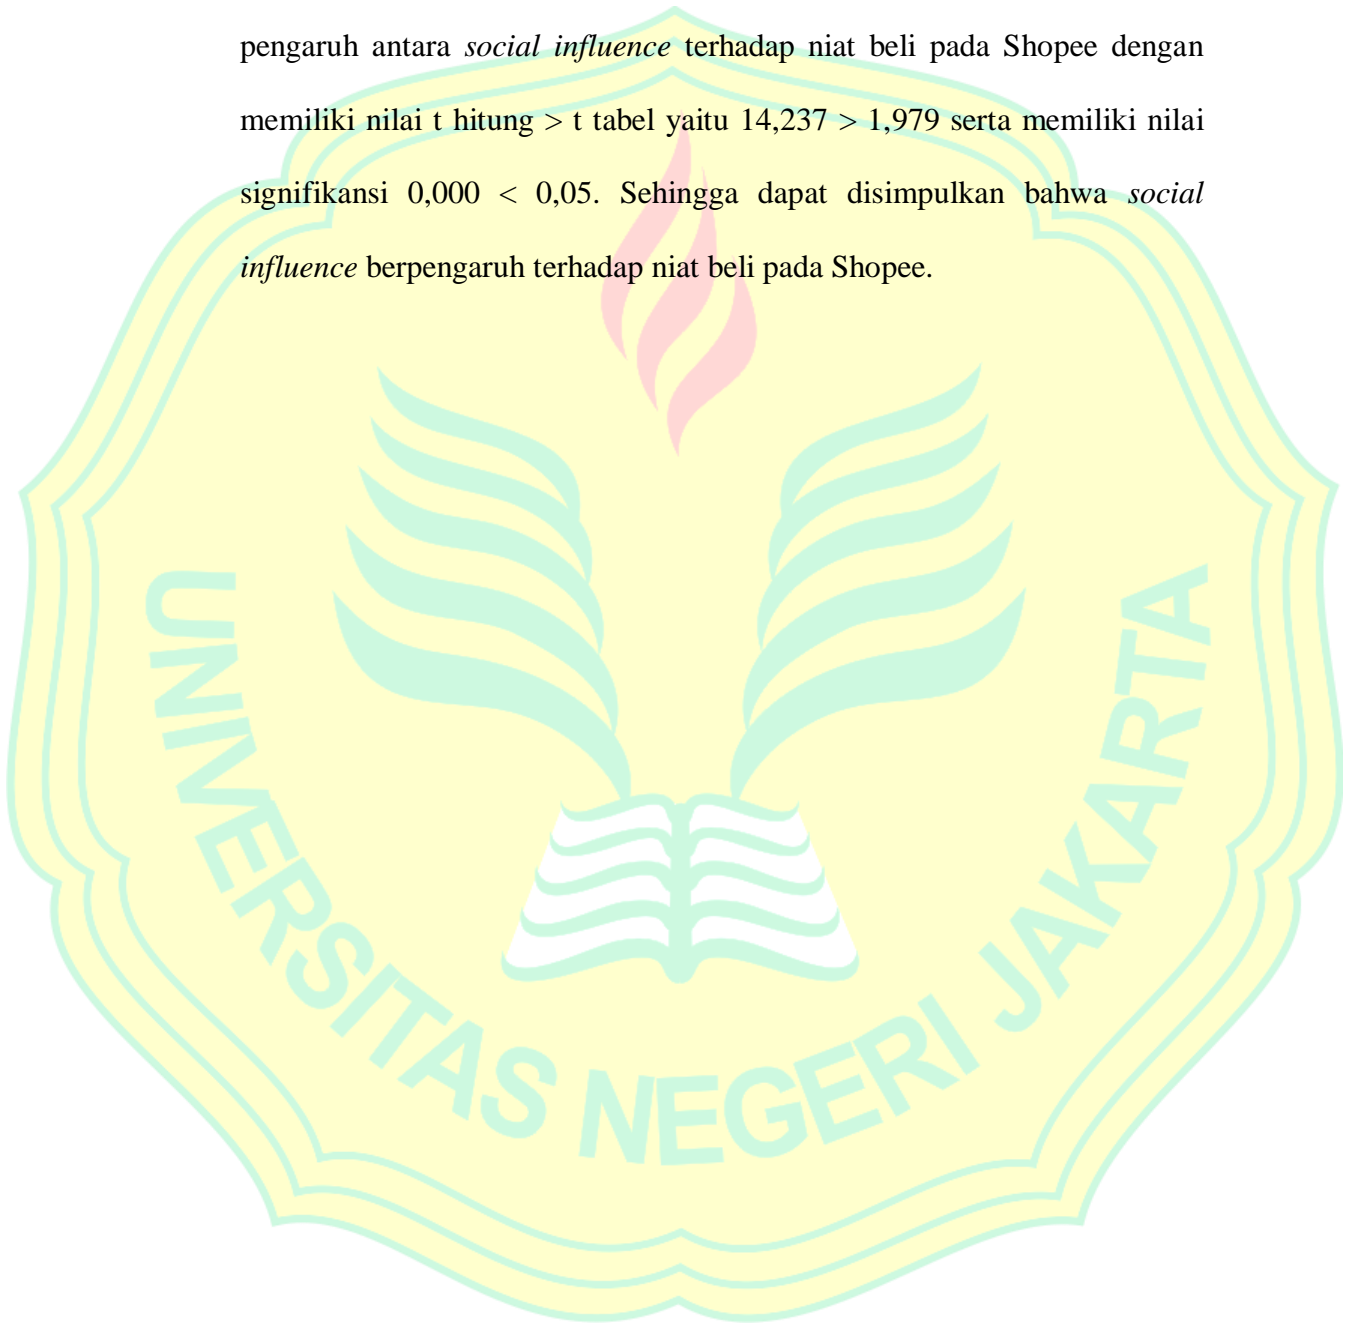 pengaruh antara social influence terhadap niat beli pada Shopee dengan
memiliki nilai t hitung > t tabel yaitu 14,237 > 1,979 serta memiliki nilai
signifikansi 0,000 < 0,05. Sehingga dapat disimpulkan bahwa social
influence berpengaruh terhadap niat beli pada Shopee.
UNIVERSITAS NEGERI JAKARTA